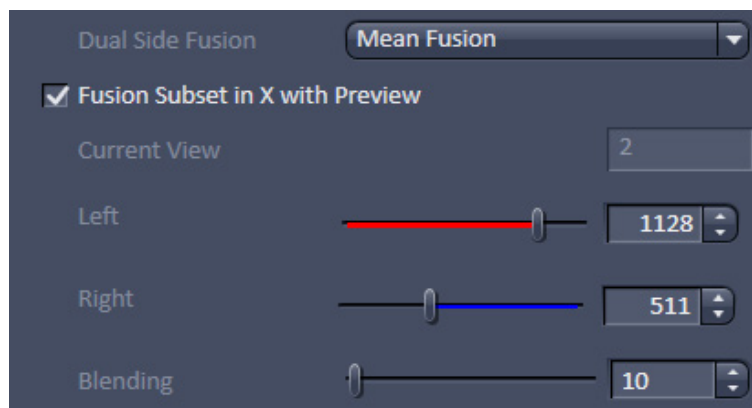 Dual Side Fusion Mean Fusion
Fusion Subset in X with Preview
Current View 2
Left 1128
Right 511
Blending 10